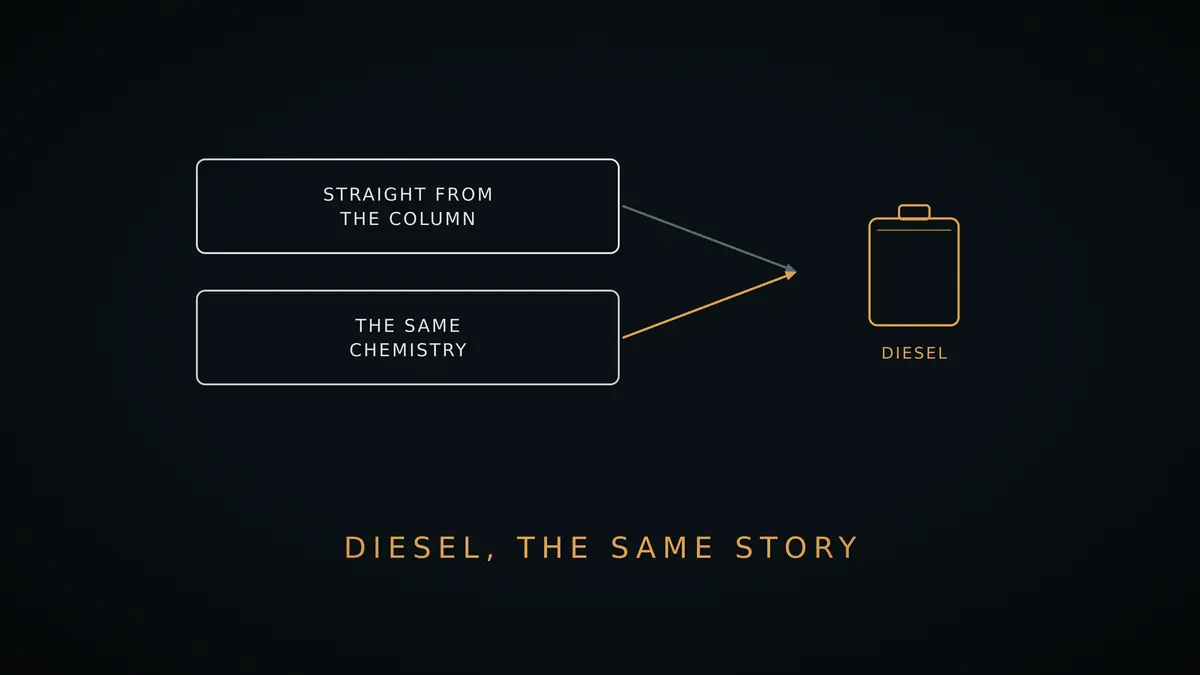 STRAIGHT FROM
THE COLUMN
THE SAME
CHEMISTRY
DIESEL
DIESEL, THE SAME STORY